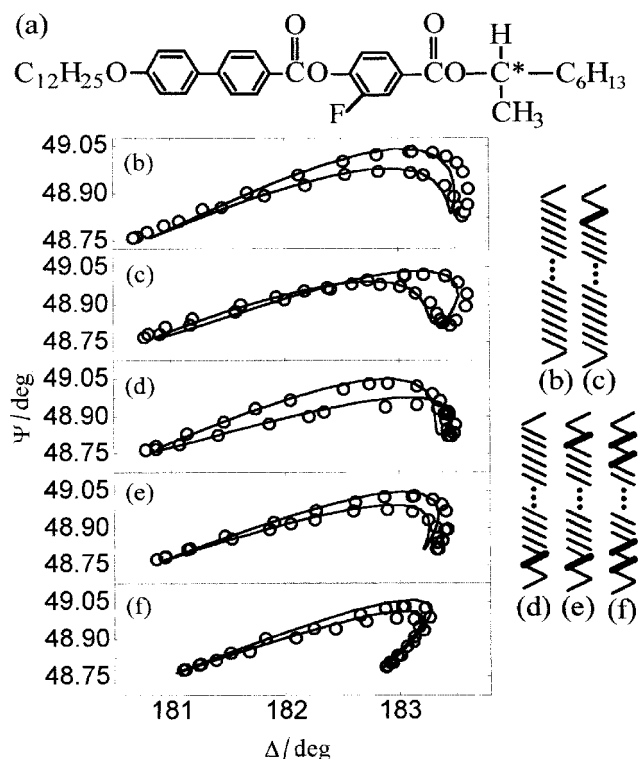 (a)
C12H25O
O
C
O
F
O
C
O
H
C*
CH3
C6H13
49.05
48.90
48.75
(b)
49.05
48.90
48.75
(c)
49.05
48.90
48.75
(d)
49.05
48.90
48.75
(e)
49.05
48.90
48.75
(f)
Ψ/deg
181 182 183
Δ/deg
(b) (c)
(d) (e) (f)